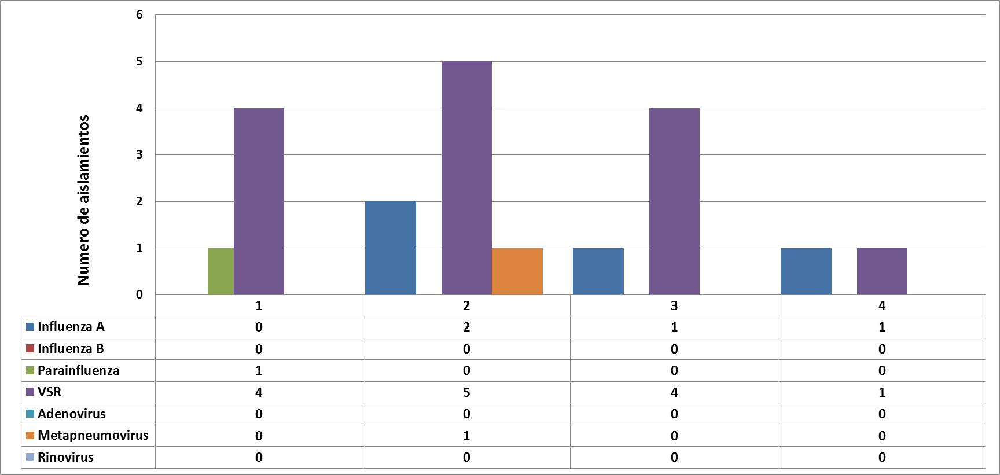 6
5
4
3
2
1
0
Numero de aislamientos
1 2 3 4
Influenza A 0 2 1 1
Influenza B 0 0 0 0
Parainfluenza 1 0 0 0
VSR 4 5 4 1
Adenovirus 0 0 0 0
Metapneumovirus 0 1 0 0
Rinovirus 0 0 0 0